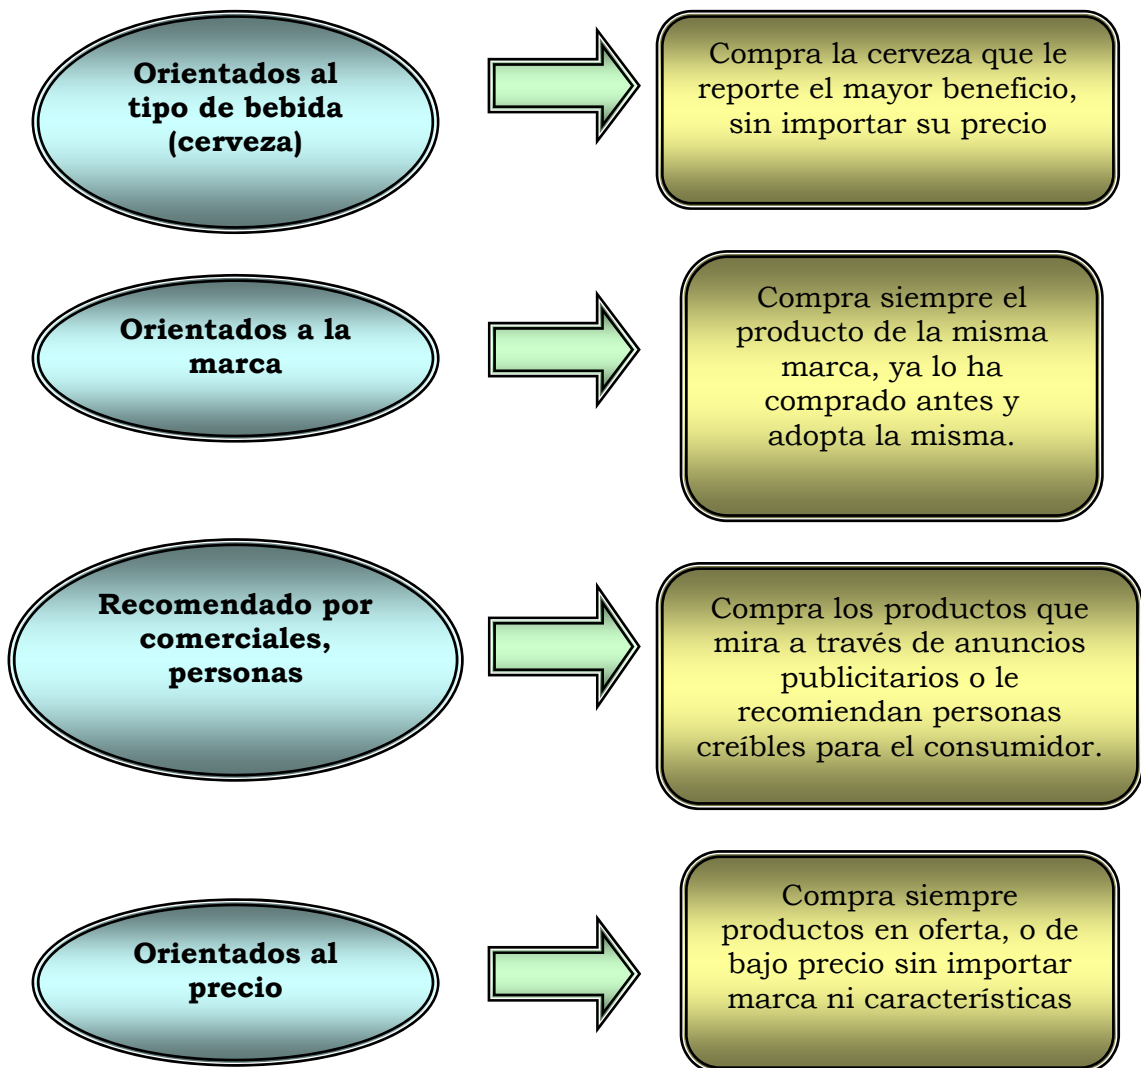 Orientados al
tipo de bebida
(cerveza)
Compra la cerveza que le
reporte el mayor beneficio,
sin importar su precio
Orientados a la
marca
Compra siempre el
producto de la misma
marca, ya lo ha
comprado antes y
adopta la misma.
Recomendado por
comerciales,
personas
Compra los productos que
mira a través de anuncios
publicitarios o le
recomiendan personas
creíbles para el consumidor.
Orientados al
precio
Compra siempre
productos en oferta, o de
bajo precio sin importar
marca ni características